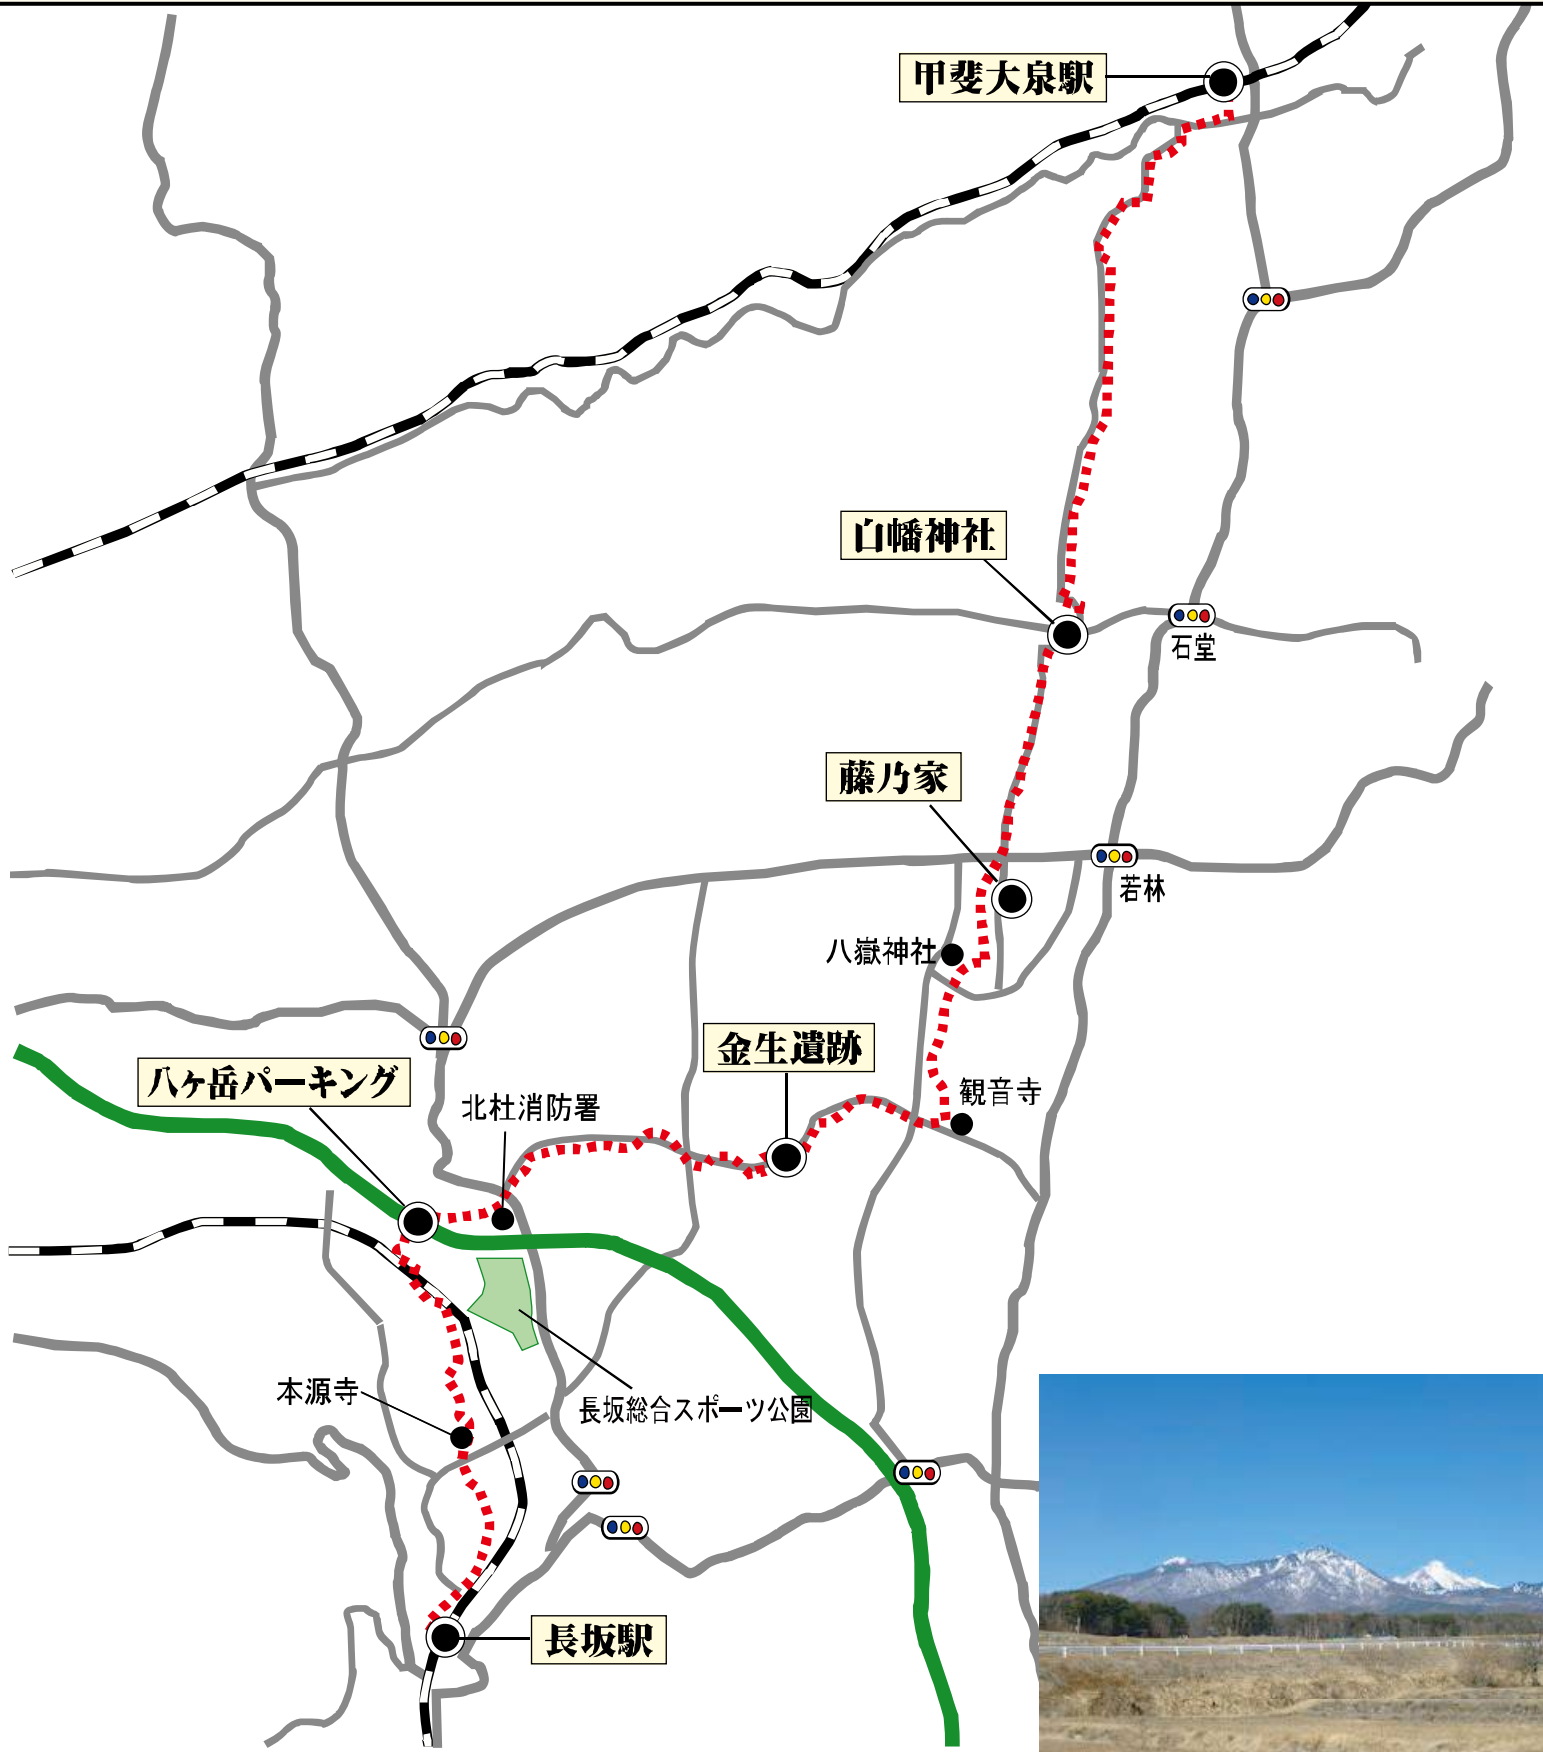 甲斐大泉駅
白幡神社
石堂
藤乃家
若林
八嶽神社
金生遺跡
八ヶ岳パーキング
観音寺
北杜消防署
本源寺
長坂総合スポーツ公園
長坂駅